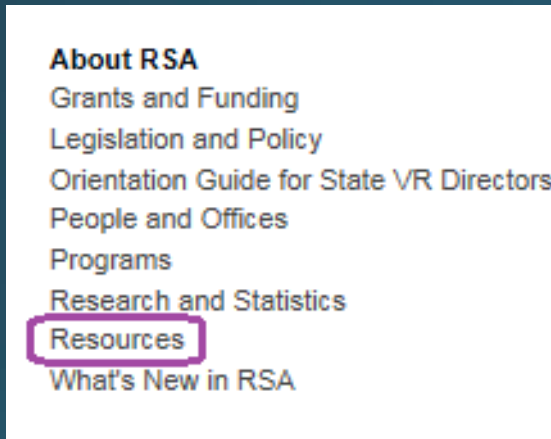 About RSA
Grants and Funding
Legislation and Policy
Orientation Guide for State VR Directors
People and Offices
Programs
Research and Statistics
Resources
What's New in RSA